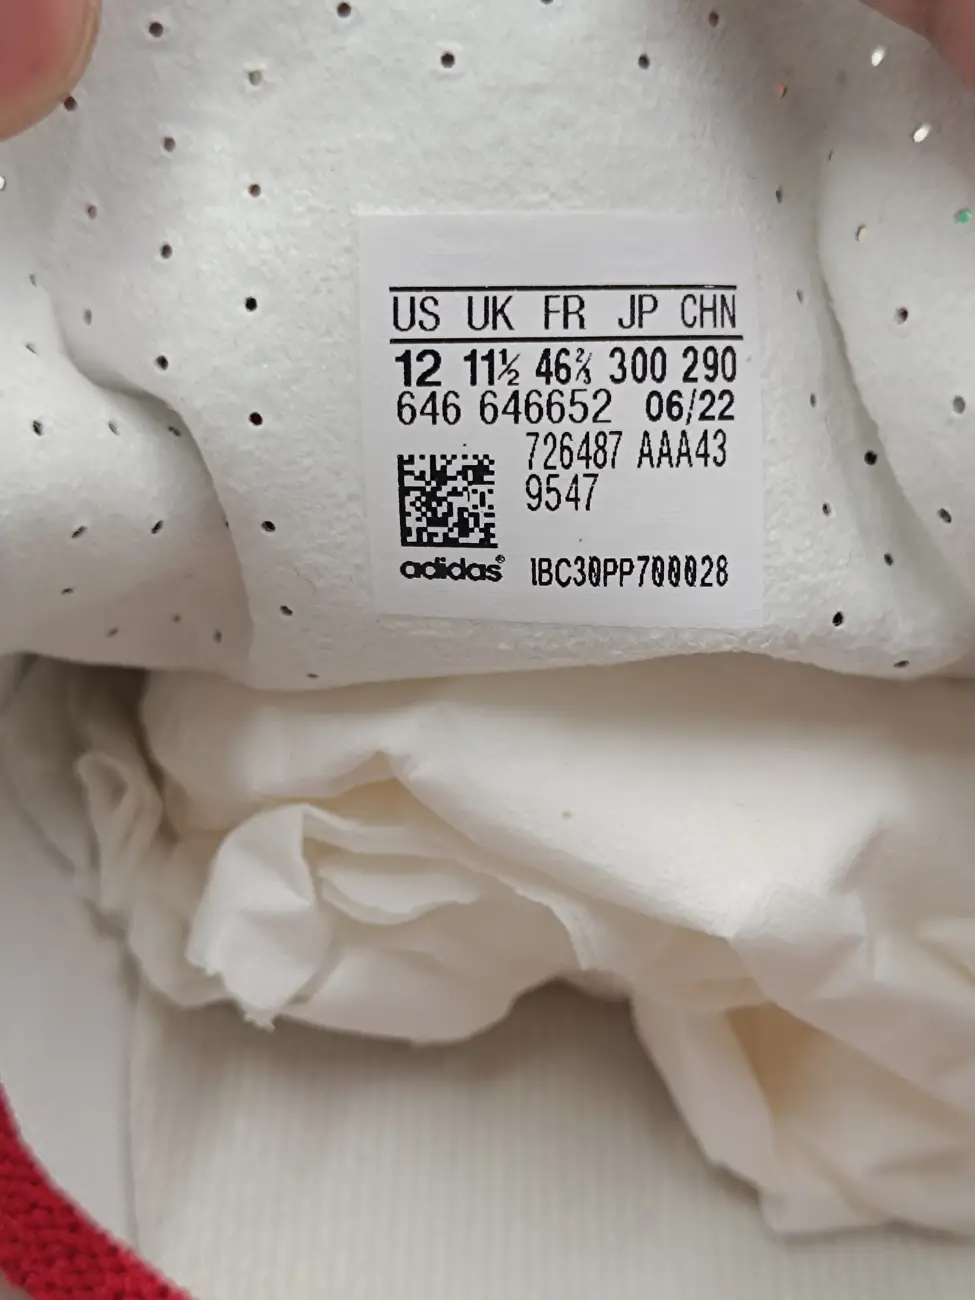 US UK FR JP CHN
12 11½ 46⅔ 300 290
646 646652 06/22
726487 AAA43
9547
adidas® IBC30PP700028